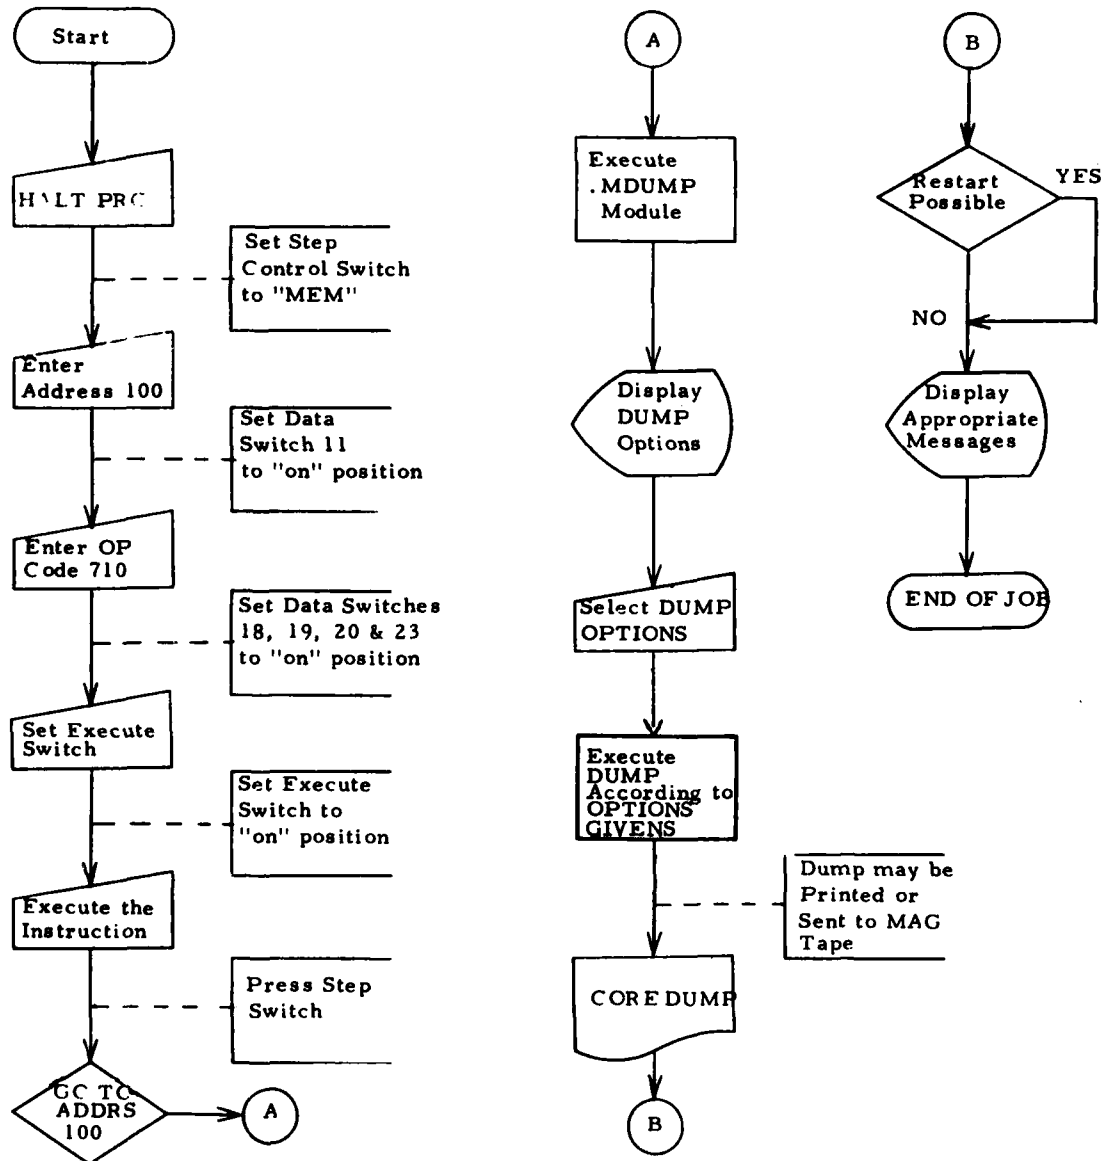 Start
HALT PRC
Set Step
Control Switch
to "MEM"
Enter
Address 100
Set Data
Switch 11
to "on" position
Enter OP
Code 710
Set Data Switches
18, 19, 20 & 23
to "on" position
Set Execute
Switch
Set Execute
Switch to
"on" position
Execute the
Instruction
Press Step
Switch
GO TO
ADDRS
100
A
A
Execute
.MDUMP
Module
Display
DUMP
Options
Select DUMP
OPTIONS
Execute
DUMP
According to
OPTIONS
GIVENS
Dump may be
Printed or
Sent to MAG
Tape
CORE DUMP
B
B
Restart
Possible
YES
NO
Display
Appropriate
Messages
END OF JOB